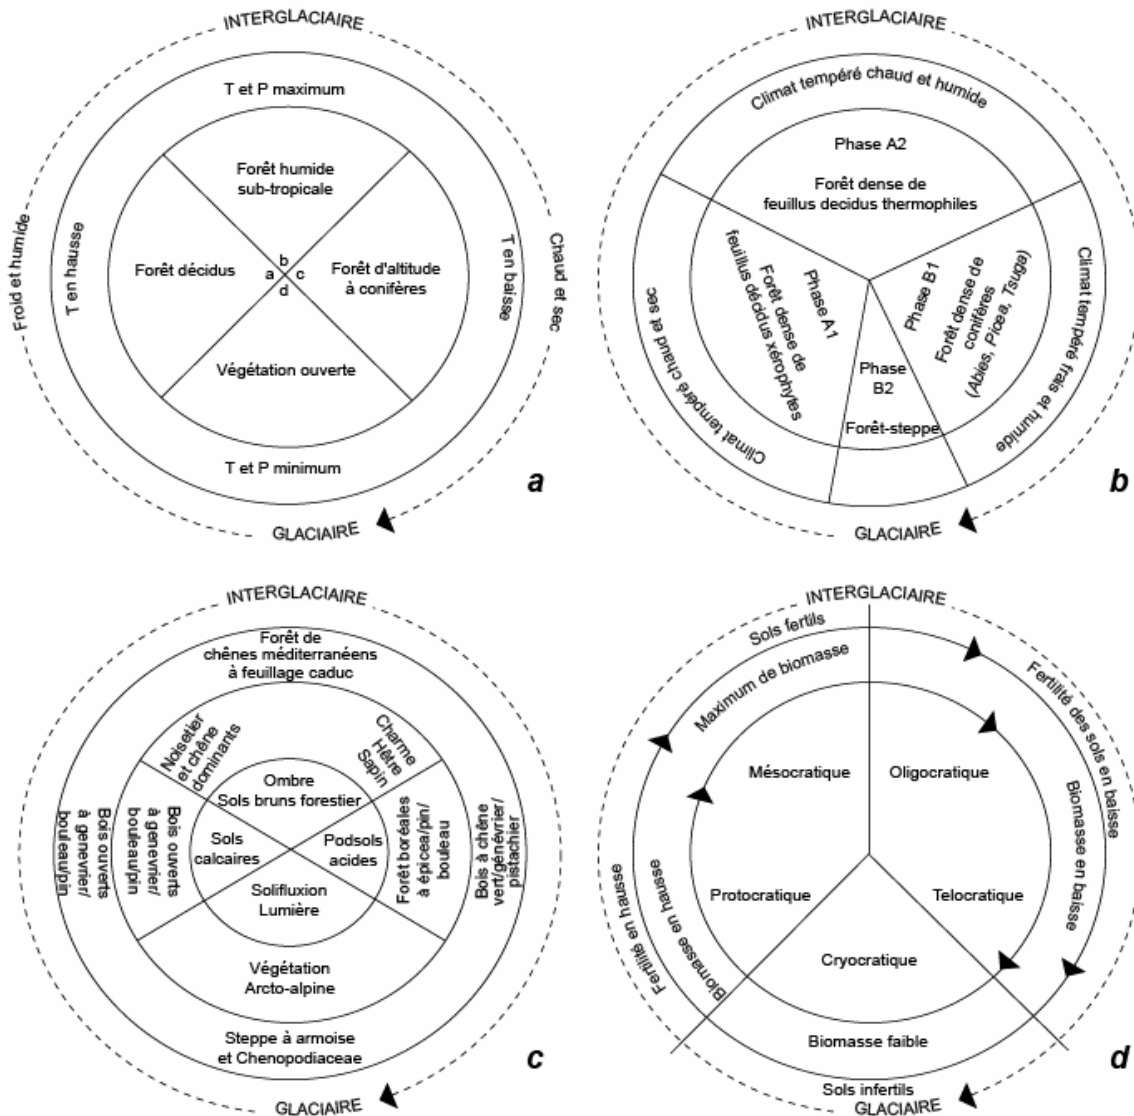 INTERGLACIAIRE
T et P maximum
Forêt humide
sub-tropicale
Froid et humide
T en hausse
Forêt décidus
b
a
c
d
Forêt d'altitude
à conifères
T en baisse
Chaud et sec
Végétation ouverte
T et P minimum
GLACIAIRE
a
INTERGLACIAIRE
Climat tempéré chaud et humide
Phase A2
Forêt dense de
feuillus decidus thermophiles
Climat tempéré chaud et sec
Phase A1
Forêt dense de
feuillus décidus xérophytes
Phase B1
Forêt dense de
conifères
(Abies, Picea, Tsuga)
Climat tempéré frais et humide
Phase
B2
Forêt-steppe
GLACIAIRE
b
INTERGLACIAIRE
Forêt de
chênes méditerranéens
à feuillage caduc
Noisetier
et chêne
dominants
Charme
Hêtre
Sapin
Ombre
Sols bruns forestier
Bois ouverts
à genevrier/
bouleau/pin
Bois ouverts
à genevrier/
bouleau/pin
Sols
calcaires
Podsols
acides
Forêt boréales
à épicea/pin/
bouleau
Bois à chêne
vert/générier/
pistachier
Solifluxion
Lumière
Végétation
Arcto-alpine
Steppe à armoise
et Chenopodiaceae
GLACIAIRE
c
INTERGLACIAIRE
Sols fertils
Maximum de biomasse
Fertilité des sols en baisse
Biomasse en baisse
Mésocratique
Oligocratique
Protocratique
Telocratique
Fertilité en hausse
Biomasse en hausse
Cryocratique
Biomasse faible
Sols infertils
GLACIAIRE
d